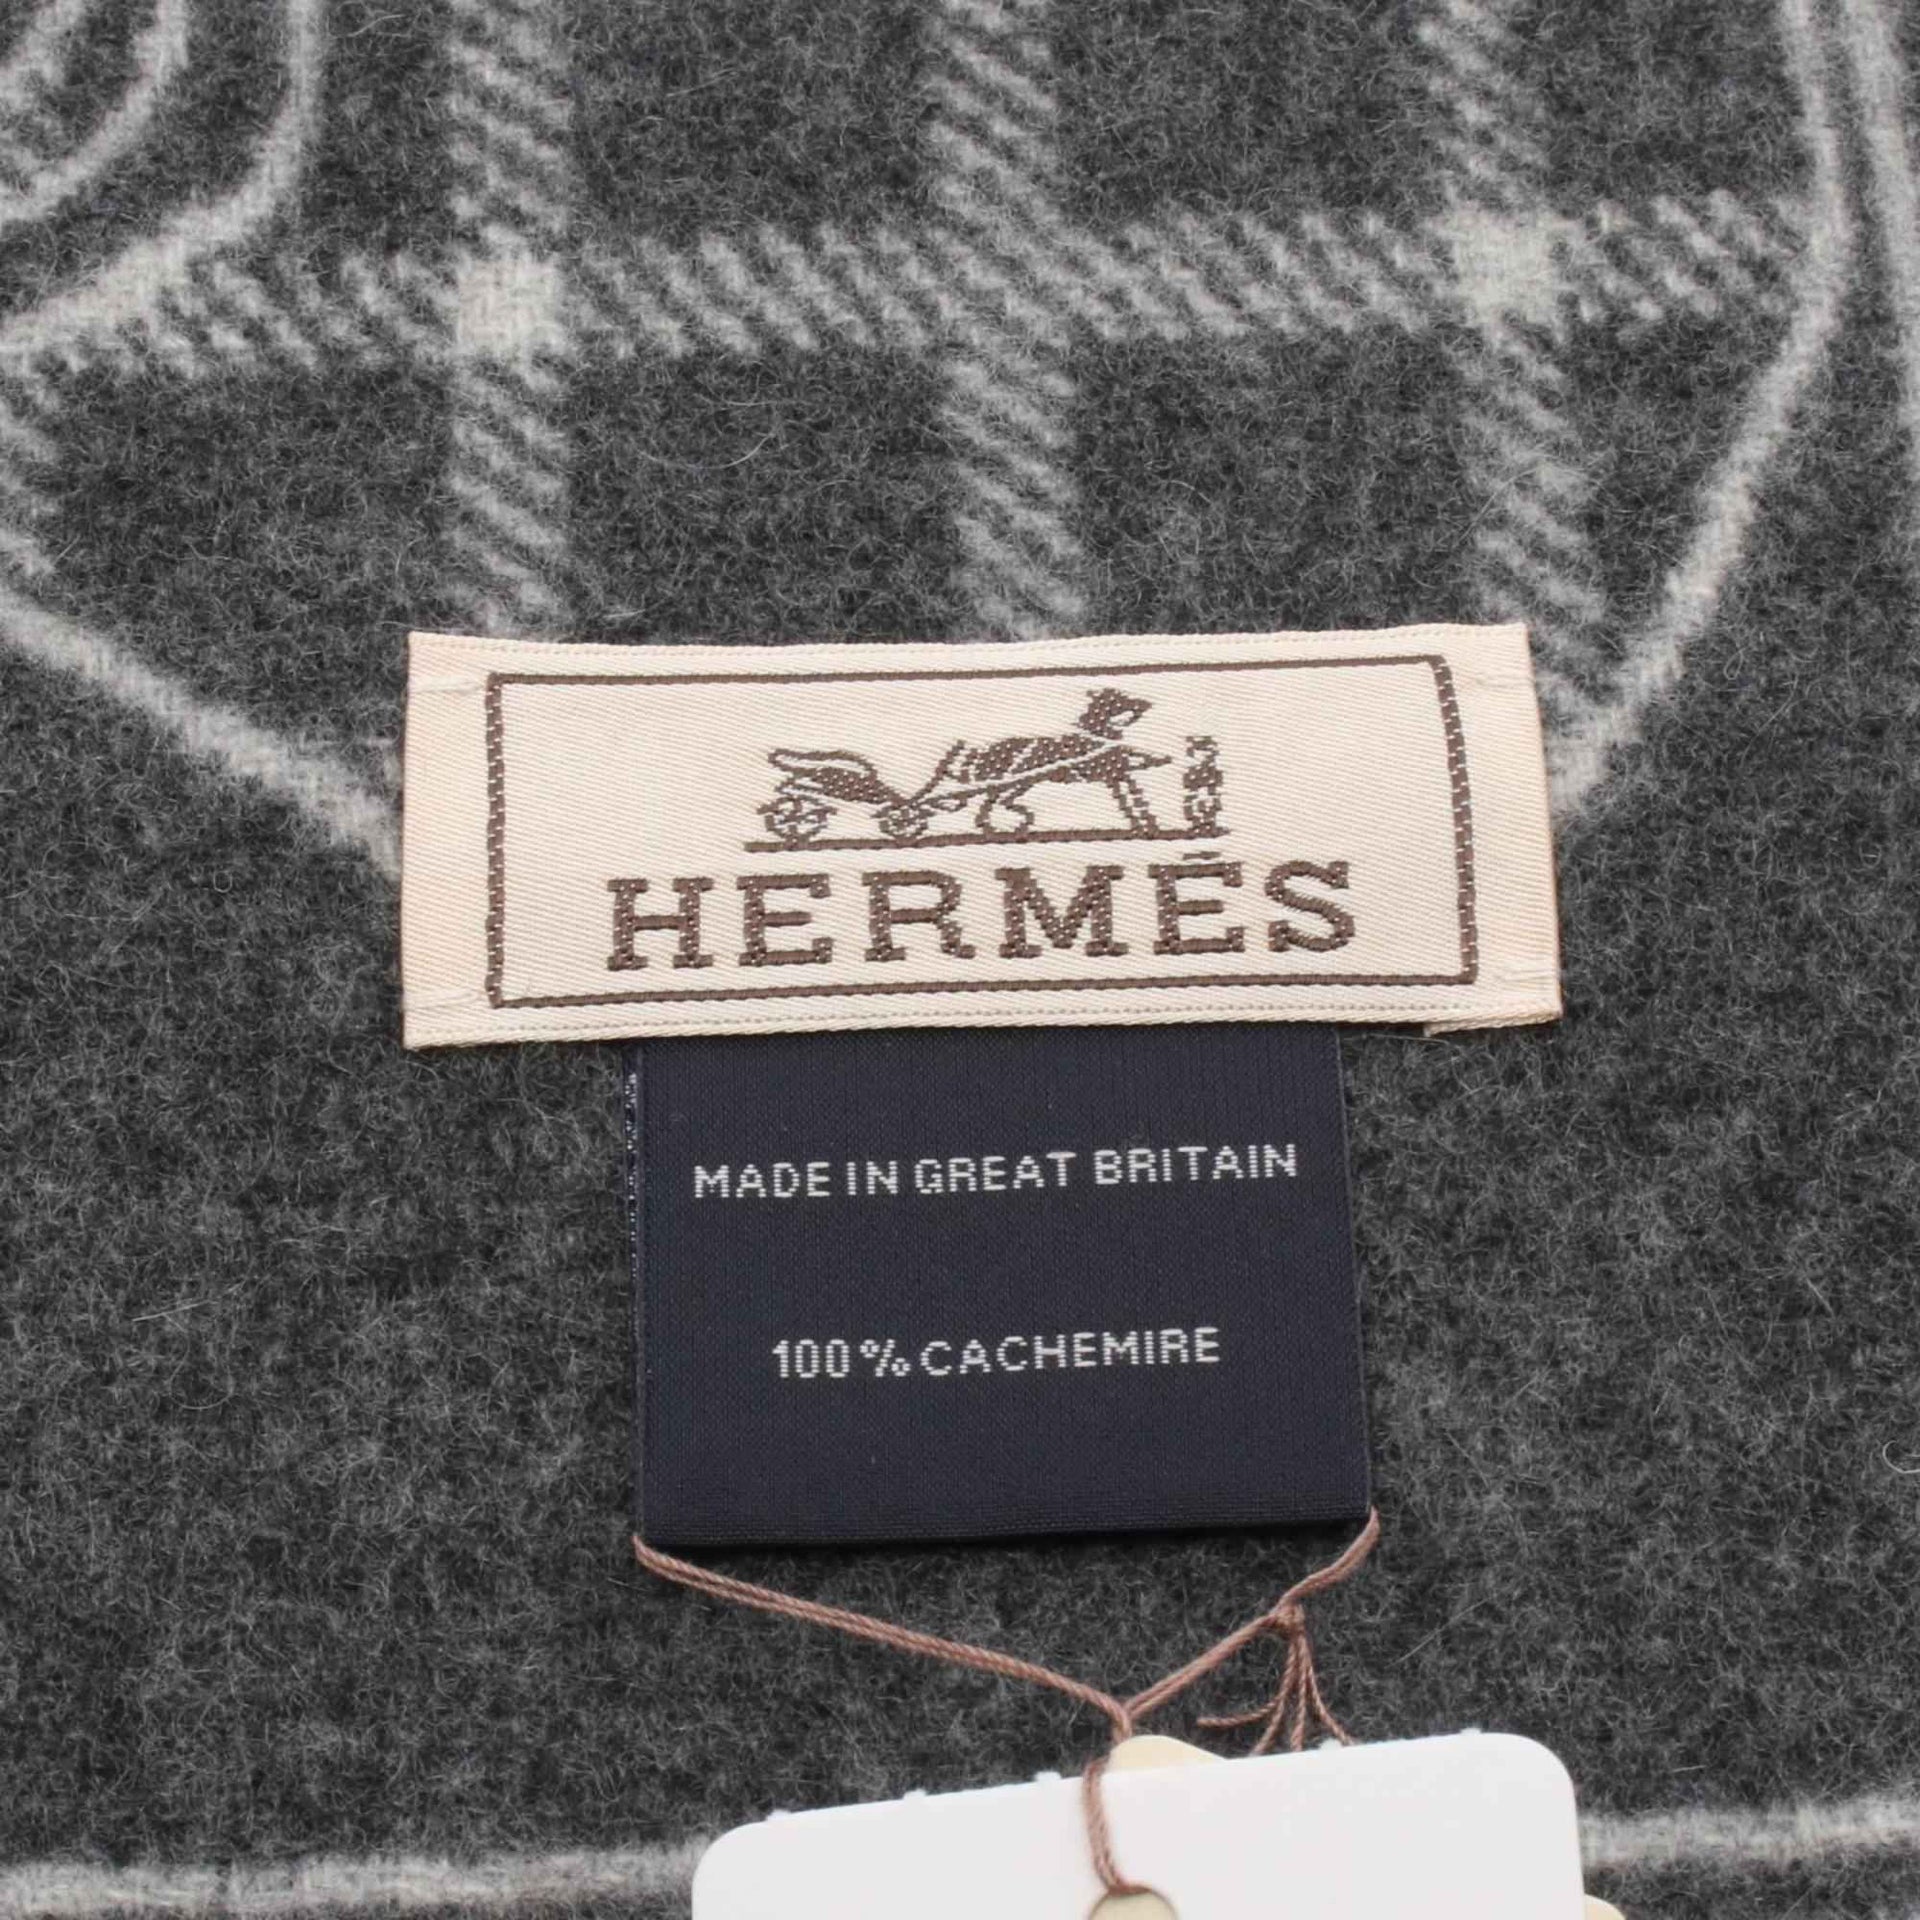 HERMÈS
MADE IN GREAT BRITAIN
100% CACHEMIRE